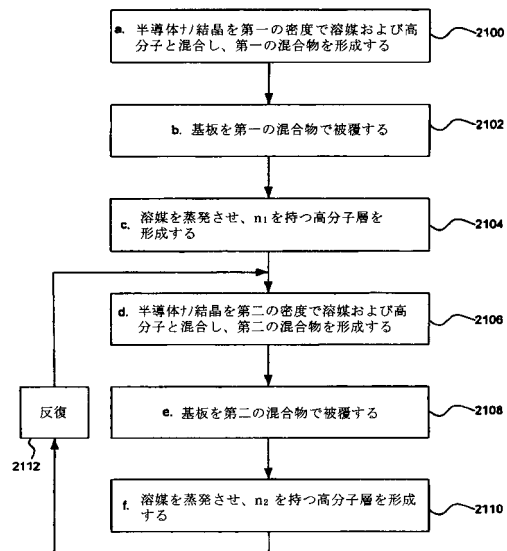 a. 半導体ナノ結晶を第一の密度で溶媒および高
分子と混合し、第一の混合物を形成する
2100
b. 基板を第一の混合物で被覆する
2102
c. 溶媒を蒸発させ、n₁を持つ高分子層を
形成する
2104
d. 半導体ナノ結晶を第二の密度で溶媒および高
分子と混合し、第二の混合物を形成する
2106
e. 基板を第二の混合物で被覆する
2108
反復
2112
f. 溶媒を蒸発させ、n₂を持つ高分子層を形成
する
2110